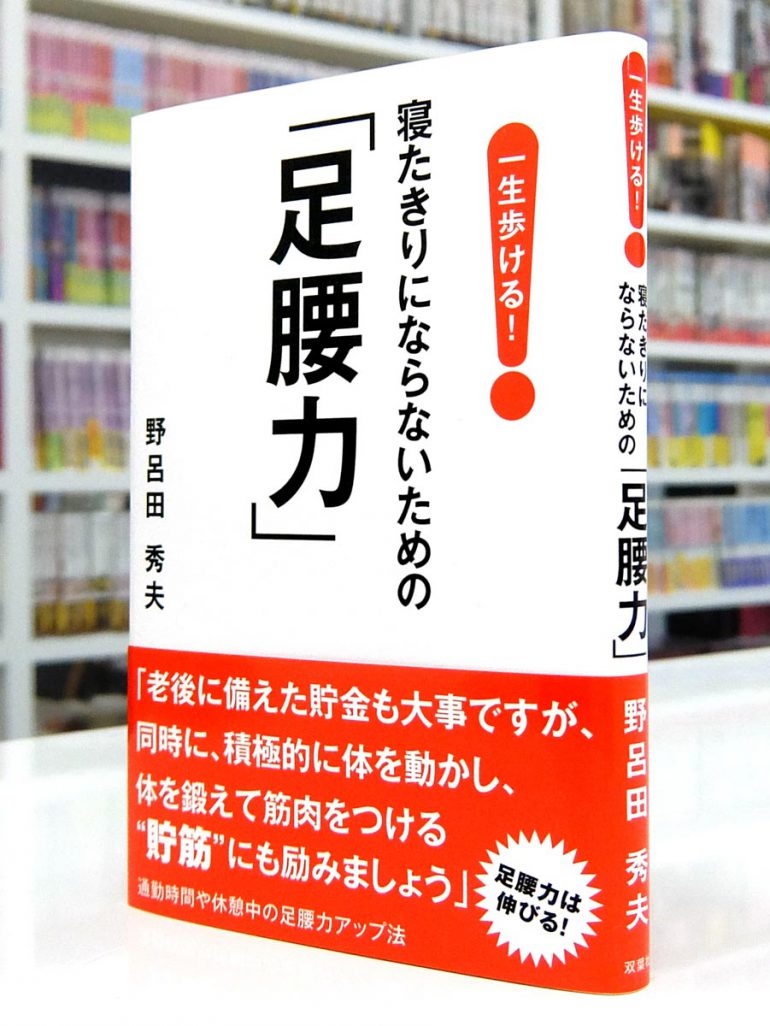 一生歩ける!
寝たきりにならないための
「足腰力」
野呂田 秀夫
「老後に備えた貯金も大事ですが、
同時に、積極的に体を動かし、
体を鍛えて筋肉をつける
“貯筋”にも励みましょう」
通勤時間や休憩中の足腰力アップ法
足腰力は
伸びる!
一生歩ける!
寝たきりに
ならないための
「足腰力」
野呂田 秀夫
双葉社